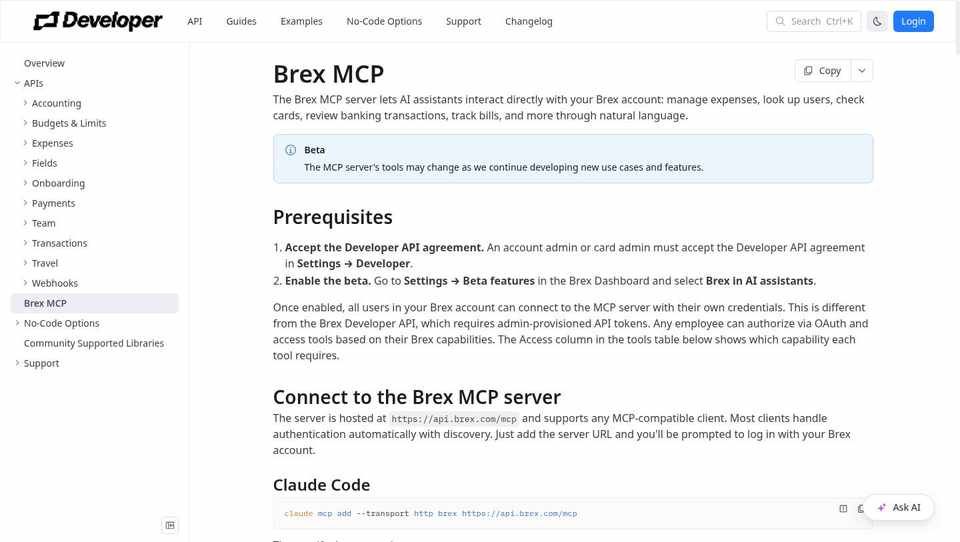 Developer
API
Guides
Examples
No-Code Options
Support
Changelog
Search Ctrl+K
Login
Overview
APIs
Accounting
Budgets & Limits
Expenses
Fields
Onboarding
Payments
Team
Transactions
Travel
Webhooks
Brex MCP
No-Code Options
Community Supported Libraries
Support
Brex MCP
Copy
The Brex MCP server lets AI assistants interact directly with your Brex account: manage expenses, look up users, check
cards, review banking transactions, track bills, and more through natural language.
Beta
The MCP server's tools may change as we continue developing new use cases and features.
Prerequisites
1. Accept the Developer API agreement. An account admin or card admin must accept the Developer API agreement
in Settings → Developer.
2. Enable the beta. Go to Settings → Beta features in the Brex Dashboard and select Brex in AI assistants.
Once enabled, all users in your Brex account can connect to the MCP server with their own credentials. This is different
from the Brex Developer API, which requires admin-provisioned API tokens. Any employee can authorize via OAuth and
access tools based on their Brex capabilities. The Access column in the tools table below shows which capability each
tool requires.
Connect to the Brex MCP server
The server is hosted at https://api.brex.com/mcp and supports any MCP-compatible client. Most clients handle
authentication automatically with discovery. Just add the server URL and you'll be prompted to log in with your Brex
account.
Claude Code
claude mcp add --transport http brex https://api.brex.com/mcp
Ask AI